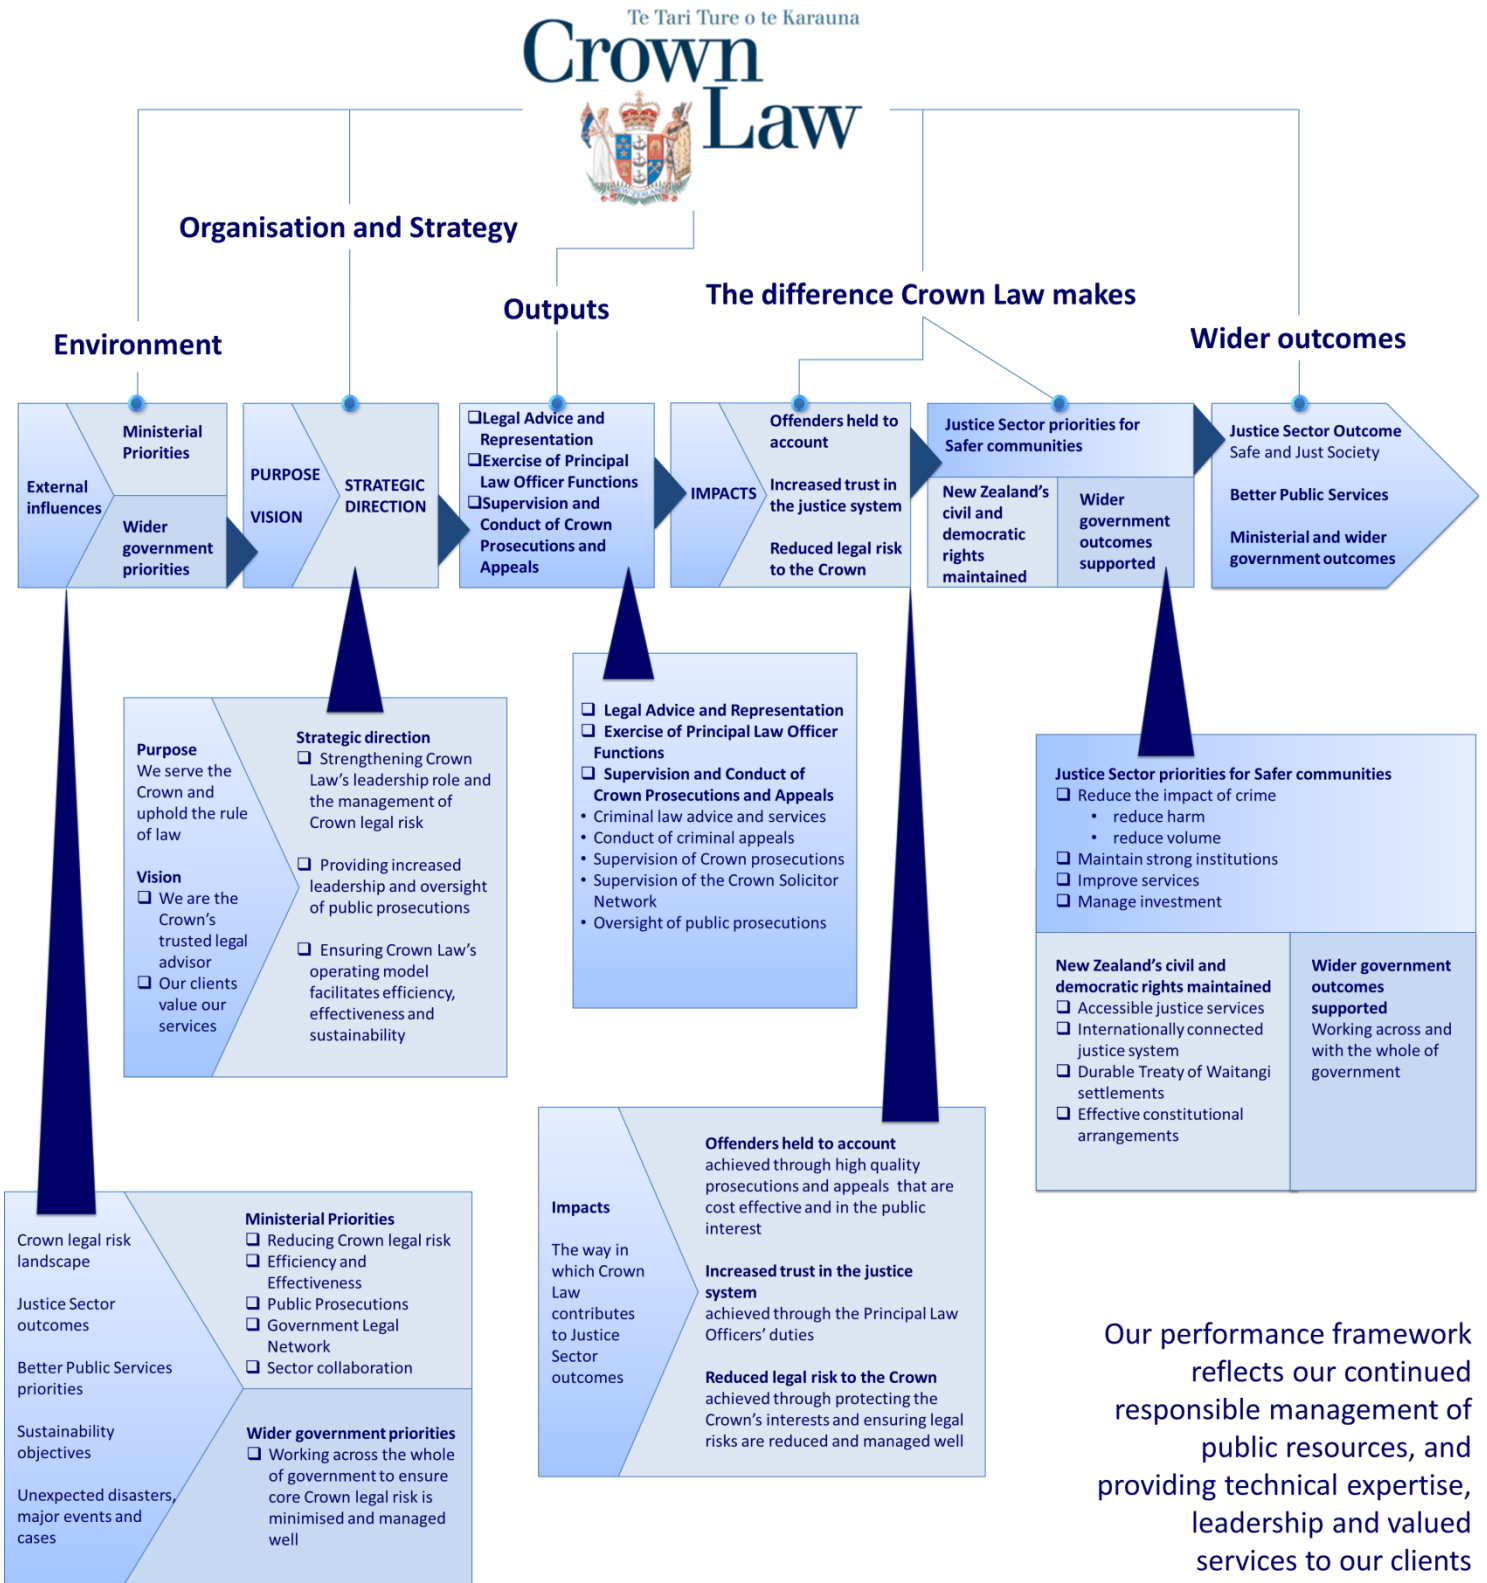 Te Tari Ture o te Karauna
Crown
Law
NEW ZEALAND
Organisation and Strategy
Outputs
The difference Crown Law makes
Environment
Wider outcomes
External
influences
Ministerial
Priorities
Wider
government
priorities
PURPOSE
VISION
STRATEGIC
DIRECTION
❑Legal Advice and
Representation
❑Exercise of Principal
Law Officer Functions
❑Supervision and
Conduct of Crown
Prosecutions and
Appeals
IMPACTS
Offenders held to
account
Increased trust in
the justice system
Reduced legal risk
to the Crown
Justice Sector priorities for
Safer communities
New Zealand’s
civil and
democratic
rights
maintained
Wider
government
outcomes
supported
Justice Sector Outcome
Safe and Just Society
Better Public Services
Ministerial and wider
government outcomes
Purpose
We serve the
Crown and
uphold the rule
of law
Vision
❑ We are the
Crown’s
trusted legal
advisor
❑ Our clients
value our
services
Strategic direction
❑ Strengthening Crown
Law’s leadership role and
the management of
Crown legal risk
❑ Providing increased
leadership and oversight
of public prosecutions
❑ Ensuring Crown Law’s
operating model
facilitates efficiency,
effectiveness and
sustainability
❑ Legal Advice and Representation
❑ Exercise of Principal Law Officer
Functions
❑ Supervision and Conduct of
Crown Prosecutions and Appeals
• Criminal law advice and services
• Conduct of criminal appeals
• Supervision of Crown prosecutions
• Supervision of the Crown Solicitor
Network
• Oversight of public prosecutions
Justice Sector priorities for Safer communities
❑ Reduce the impact of crime
• reduce harm
• reduce volume
❑ Maintain strong institutions
❑ Improve services
❑ Manage investment
New Zealand’s civil and
democratic rights maintained
❑ Accessible justice services
❑ Internationally connected
justice system
❑ Durable Treaty of Waitangi
settlements
❑ Effective constitutional
arrangements
Wider government
outcomes
supported
Working across and
with the whole of
government
Crown legal risk
landscape
Justice Sector
outcomes
Better Public Services
priorities
Sustainability
objectives
Unexpected disasters,
major events and
cases
Ministerial Priorities
❑ Reducing Crown legal risk
❑ Efficiency and
Effectiveness
❑ Public Prosecutions
❑ Government Legal
Network
❑ Sector collaboration
Wider government priorities
❑ Working across the whole
of government to ensure
core Crown legal risk is
minimised and managed
well
Impacts
The way in
which Crown
Law
contributes
to Justice
Sector
outcomes
Offenders held to account
achieved through high quality
prosecutions and appeals that are
cost effective and in the public
interest
Increased trust in the justice
system
achieved through the Principal Law
Officers’ duties
Reduced legal risk to the Crown
achieved through protecting the
Crown’s interests and ensuring legal
risks are reduced and managed well
Our performance framework
reflects our continued
responsible management of
public resources, and
providing technical expertise,
leadership and valued
services to our clients